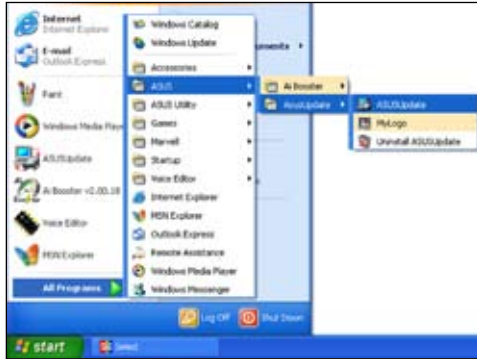 Internet
Internet Explorer
E-mail
Outlook Express
Paint
Windows Media Play
ASUSUpdate
Ai Booster v2.00.18
Voice Editor
MSN Explorer
All Programs
Windows Catalog
Windows Update
Accessories
ASUS
ASUS Utility
Games
Marvell
Startup
Voice Editor
Internet Explorer
MSN Explorer
Outlook Express
Remote Assistance
Windows Media Player
Windows Messenger
uments
Ai Booster
AsusUpdate
ASUSUpdate
MyLogo
Uninstall ASUSUpdate
Log Off
Shut Down
start